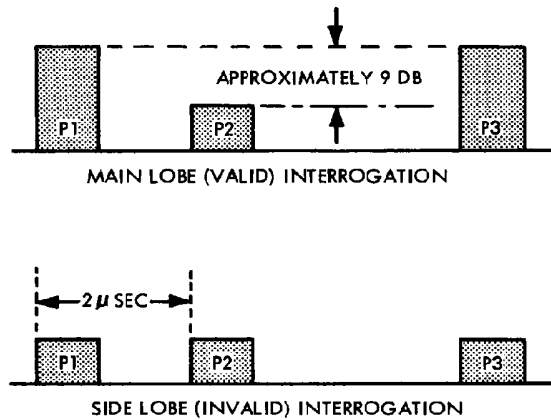 APPROXIMATELY 9 DB
P1 P2 P3
MAIN LOBE (VALID) INTERROGATION
2 μ SEC
P1 P2 P3
SIDE LOBE (INVALID) INTERROGATION